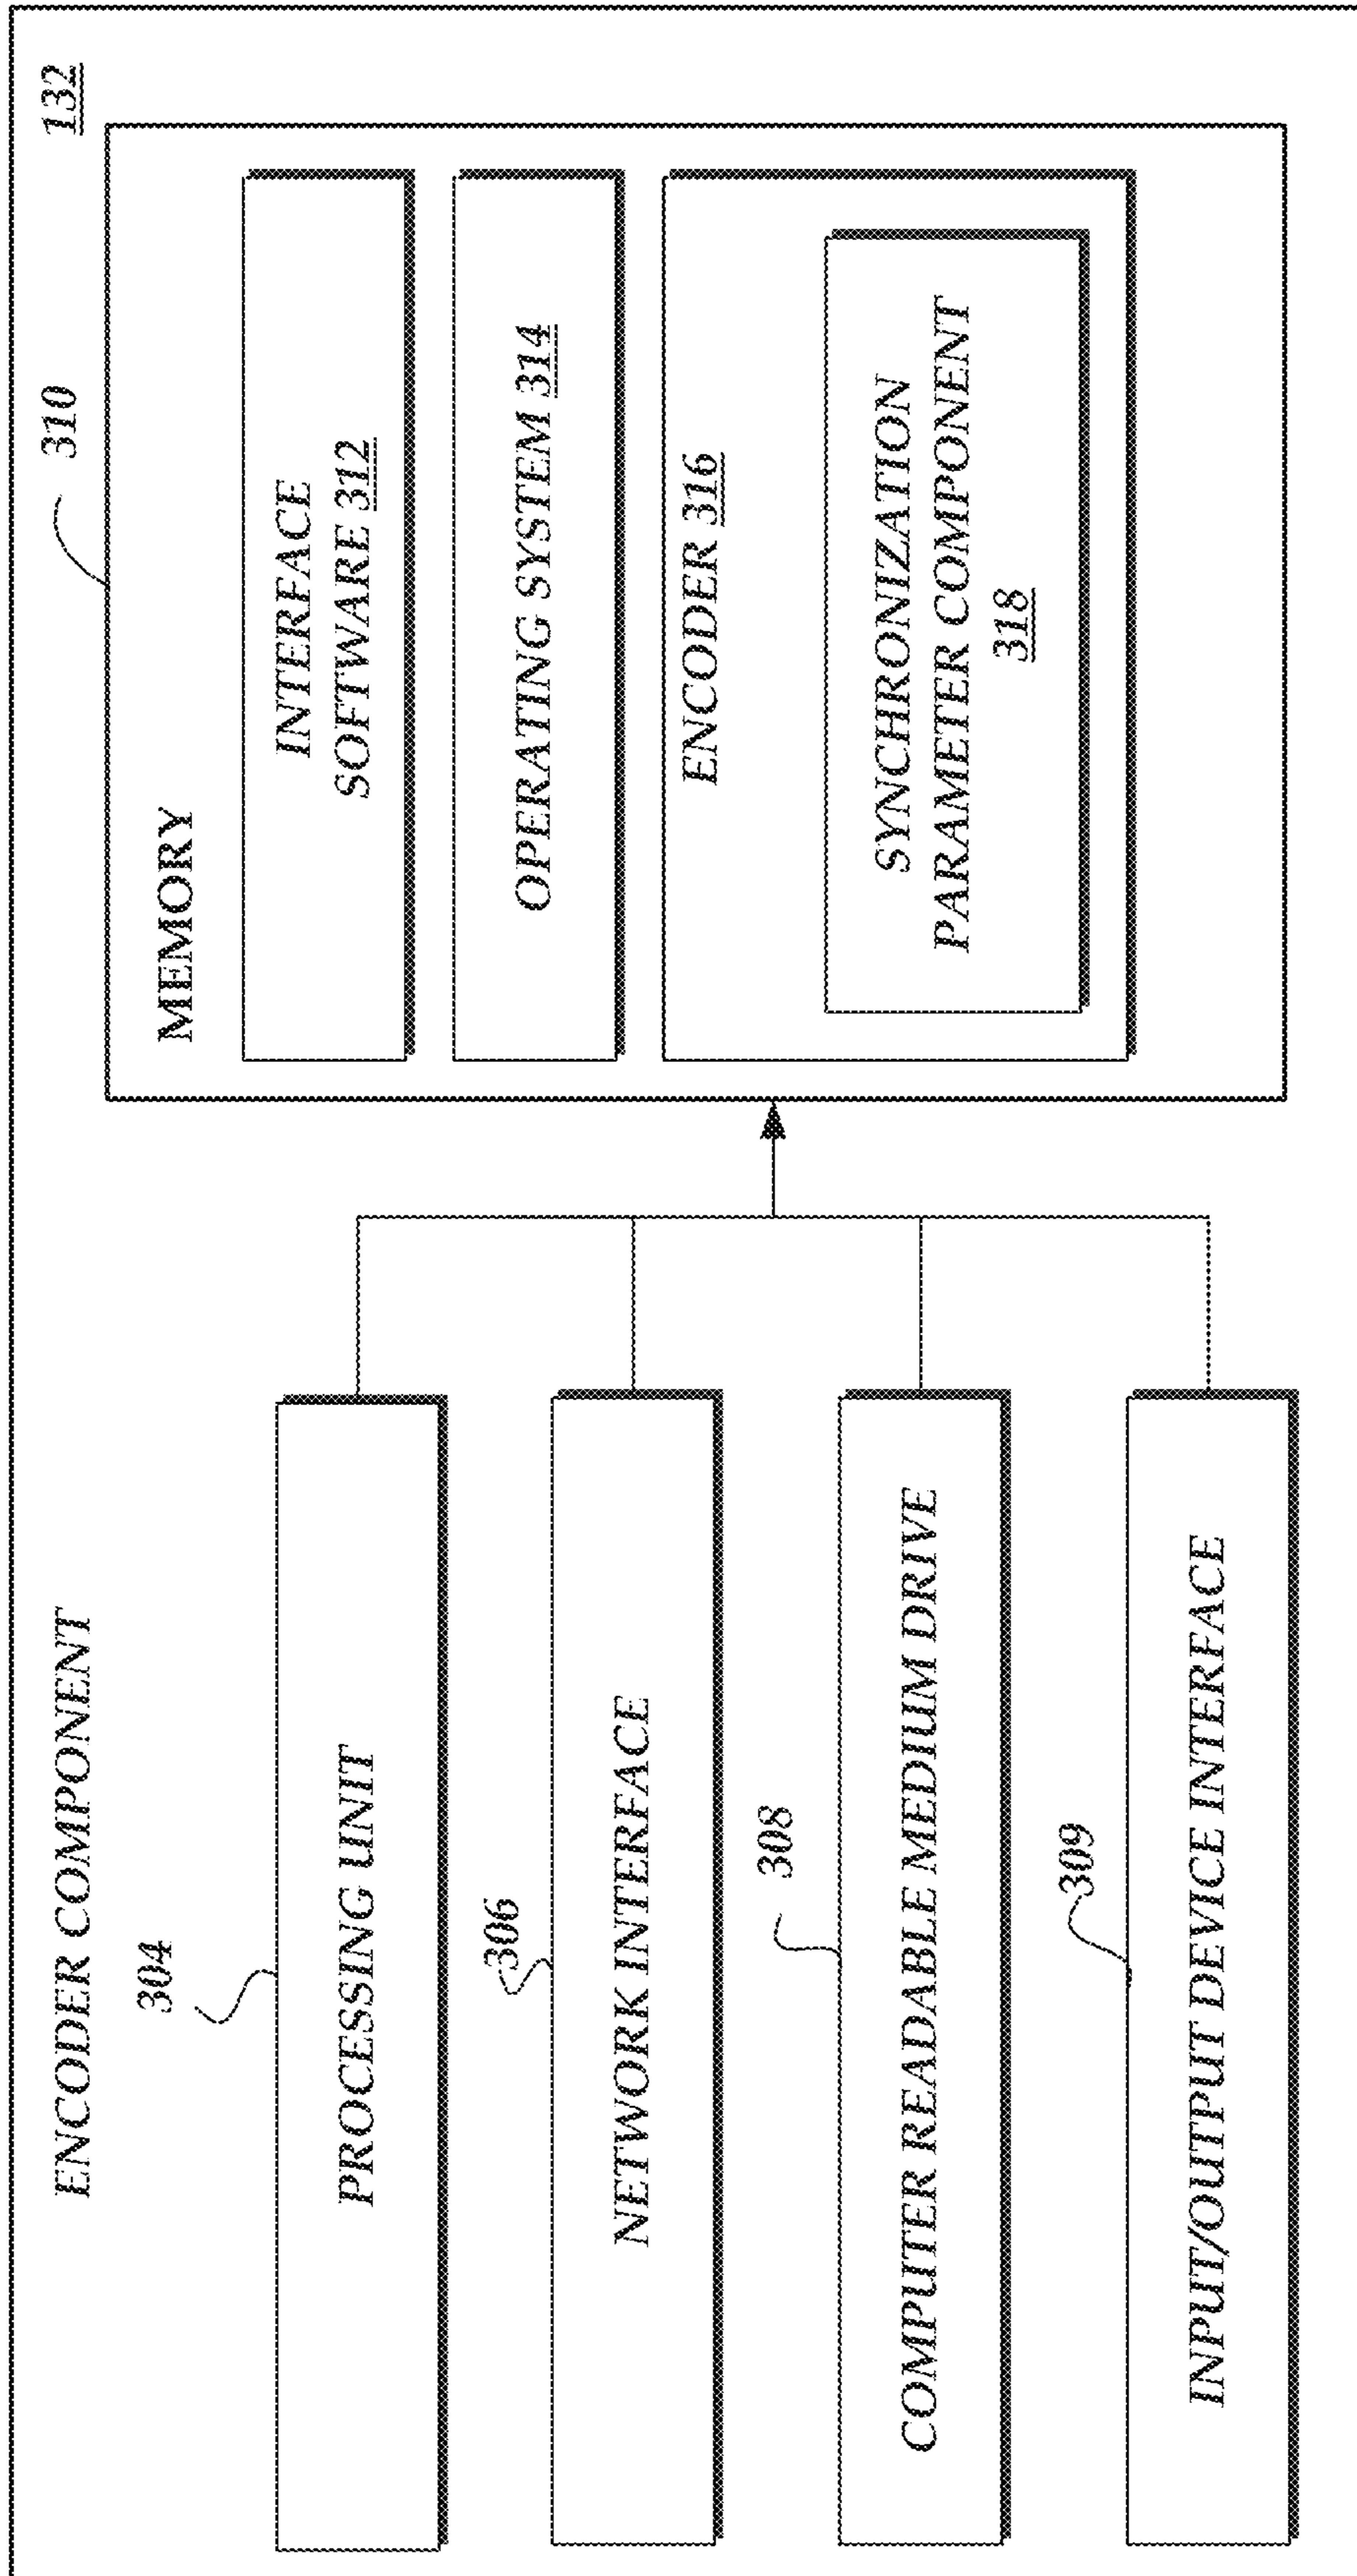 ENCODER COMPONENT
132
304
PROCESSING UNIT
306
NETWORK INTERFACE
308
COMPUTER READABLE MEDIUM DRIVE
309
INPUT/OUTPUT DEVICE INTERFACE
310
MEMORY
INTERFACE
SOFTWARE 312
OPERATING SYSTEM 314
ENCODER 316
SYNCHRONIZATION
PARAMETER COMPONENT
318